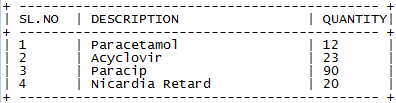 SL.NO DESCRIPTION QUANTITY
1 Paracetamol 12
2 Acyclovir 23
3 Paracip 90
4 Nicardia Retard 20